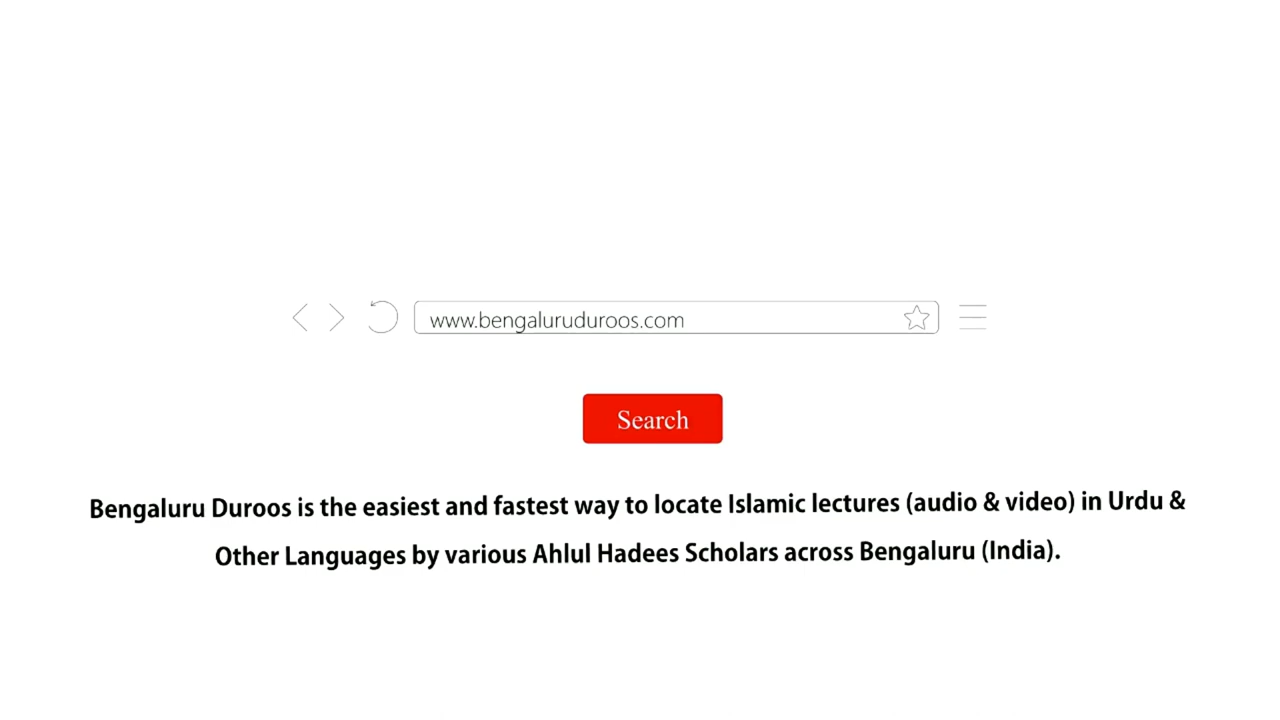 www.bengaluruduroos.com
Search
Bengaluru Duroos is the easiest and fastest way to locate Islamic lectures (audio & video) in Urdu &
Other Languages by various Ahlul Hadees Scholars across Bengaluru (India).